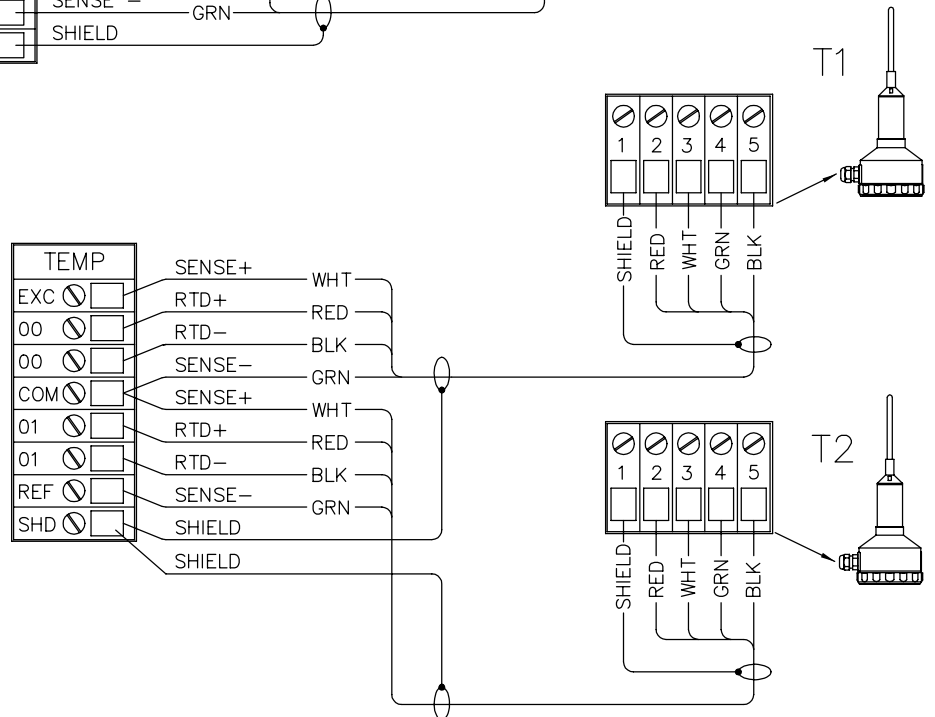 SENSE -
GRN
SHIELD
T1
1 2 3 4 5
SHIELD
RED
WHT
GRN
BLK
TEMP
EXC
00
00
COM
01
01
REF
SHD
SENSE+ WHT
RTD+ RED
RTD- BLK
SENSE- GRN
SENSE+ WHT
RTD+ RED
RTD- BLK
SENSE- GRN
SHIELD
SHIELD
T2
1 2 3 4 5
SHIELD
RED
WHT
GRN
BLK